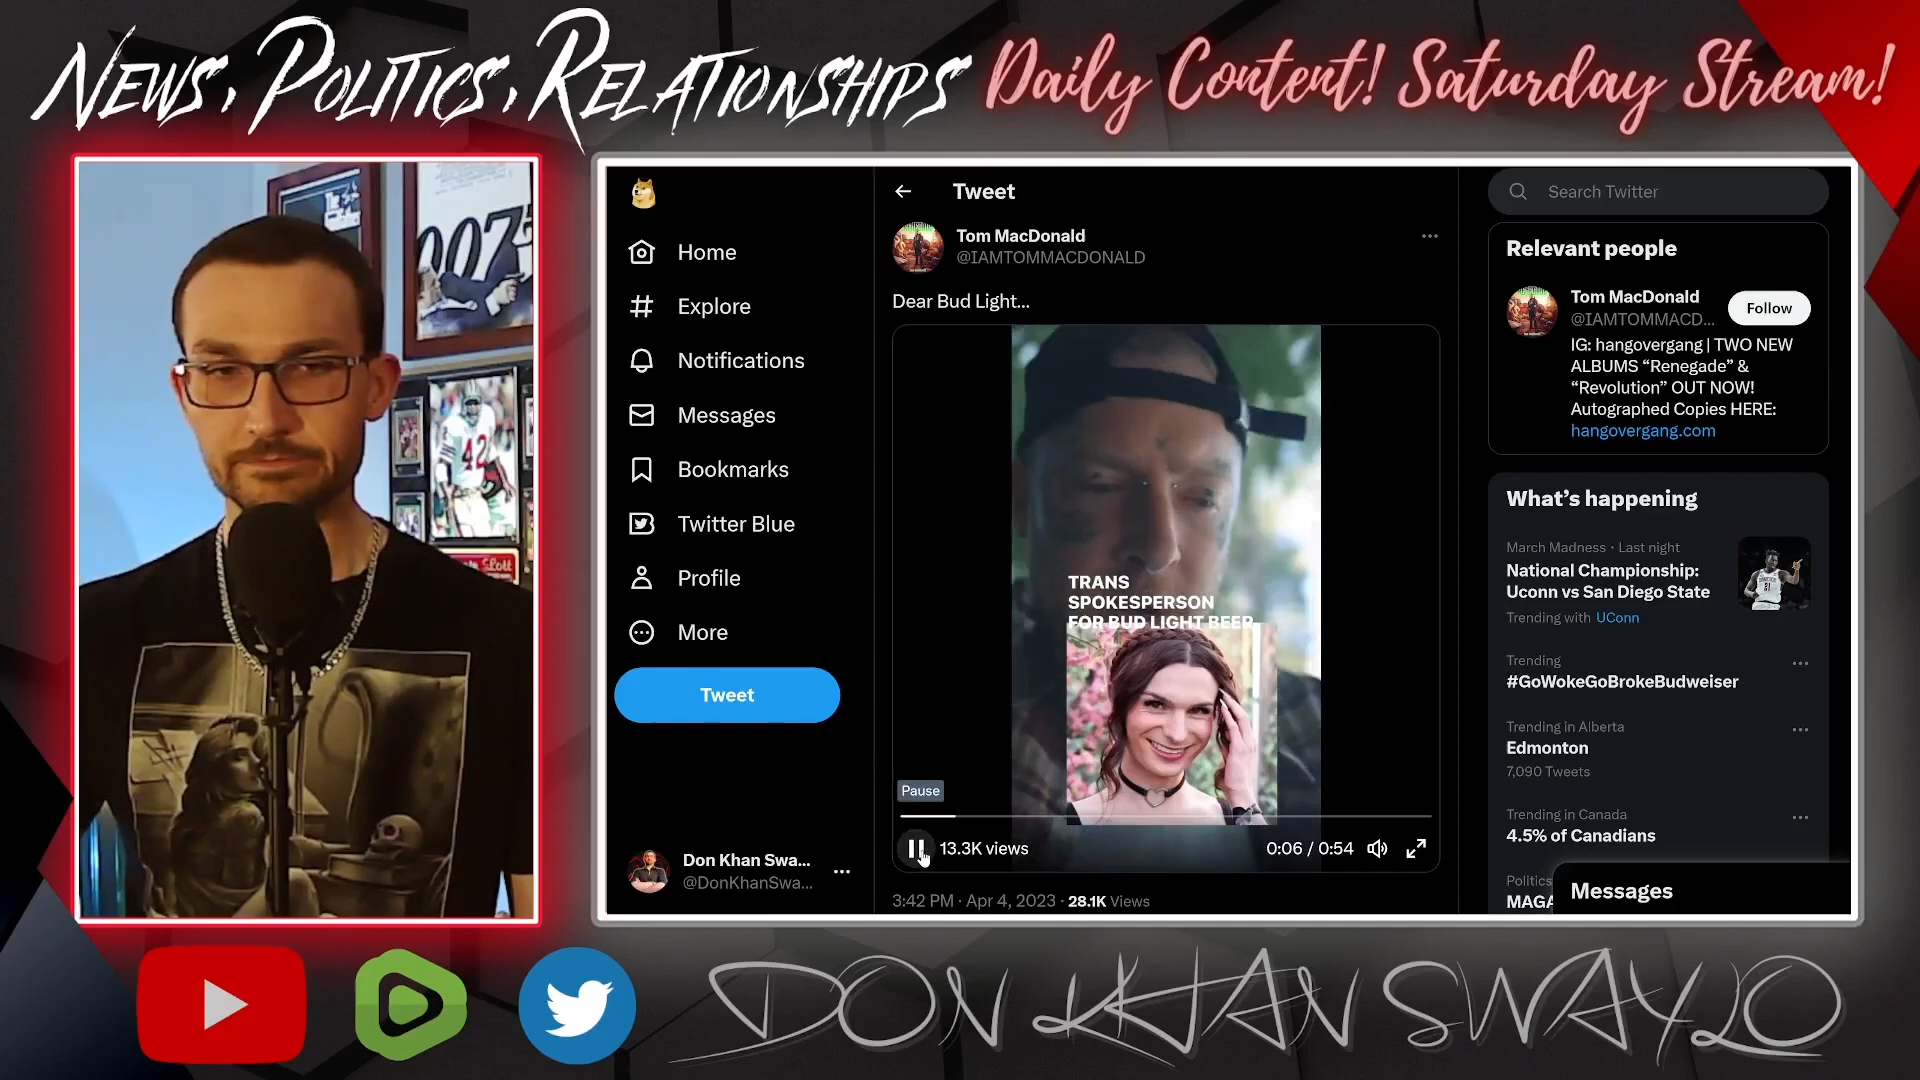 NEWS, POLITICS, RELATIONSHIPS
Daily Content! Saturday Stream!
007
42
Home
Explore
Notifications
Messages
Bookmarks
Twitter Blue
Profile
More
Tweet
Don Khan Swa...
@DonKhanSwa...
Tweet
Tom MacDonald
@IAMTOMMACDONALD
Dear Bud Light...
TRANS
SPOKESPERSON
FOR BUD LIGHT BEER
Pause
13.3K views
0:06 / 0:54
3:42 PM · Apr 4, 2023 · 28.1K Views
Search Twitter
Relevant people
Tom MacDonald
@IAMTOMMACD...
Follow
IG: hangovergang | TWO NEW
ALBUMS “Renegade” &
“Revolution” OUT NOW!
Autographed Copies HERE:
hangovergang.com
What’s happening
March Madness · Last night
National Championship:
Uconn vs San Diego State
Trending with UConn
Trending
#GoWokeGoBrokeBudweiser
Trending in Alberta
Edmonton
7,090 Tweets
Trending in Canada
4.5% of Canadians
Politics
MAGA
Messages
DON KHAN SWAYLO